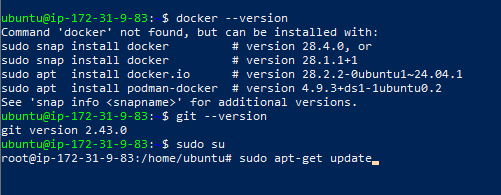 ubuntu@ip-172-31-9-83: $ docker --version
Command 'docker' not found, but can be installed with:
sudo snap install docker         # version 28.4.0, or
sudo snap install docker         # version 28.1.1+1
sudo apt  install docker.io      # version 28.2.2-0ubuntu1~24.04.1
sudo apt  install podman-docker  # version 4.9.3+ds1-1ubuntu0.2
See 'snap info <snapname>' for additional versions.
ubuntu@ip-172-31-9-83: $ git --version
git version 2.43.0
ubuntu@ip-172-31-9-83: $ sudo su
root@ip-172-31-9-83:/home/ubuntu# sudo apt-get update